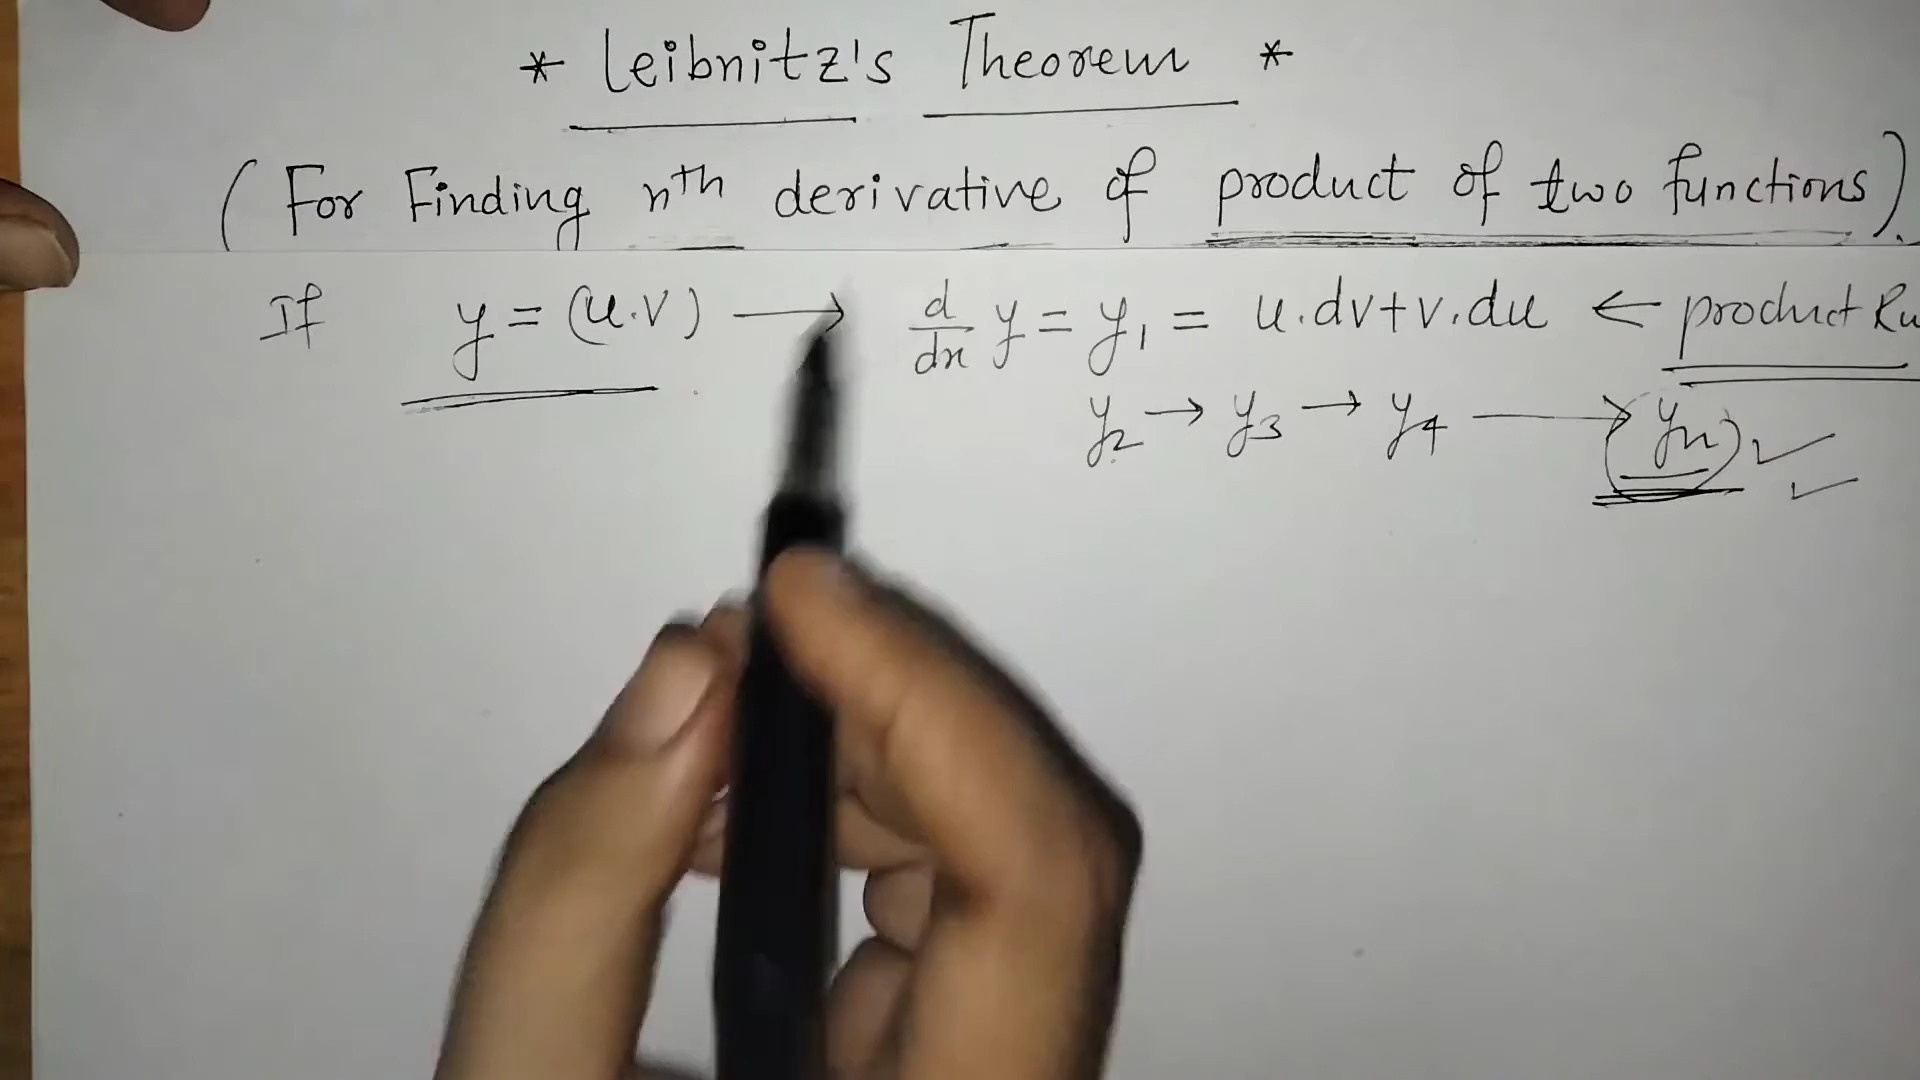 * Leibnitz's Theorem *
(For Finding nth derivative of product of two functions).
If y = (u.v) → d/dx y = y₁ = u.dv+v.du ← product Ru
y₂ → y₃ → y₄ → (yₙ) ✓
✓